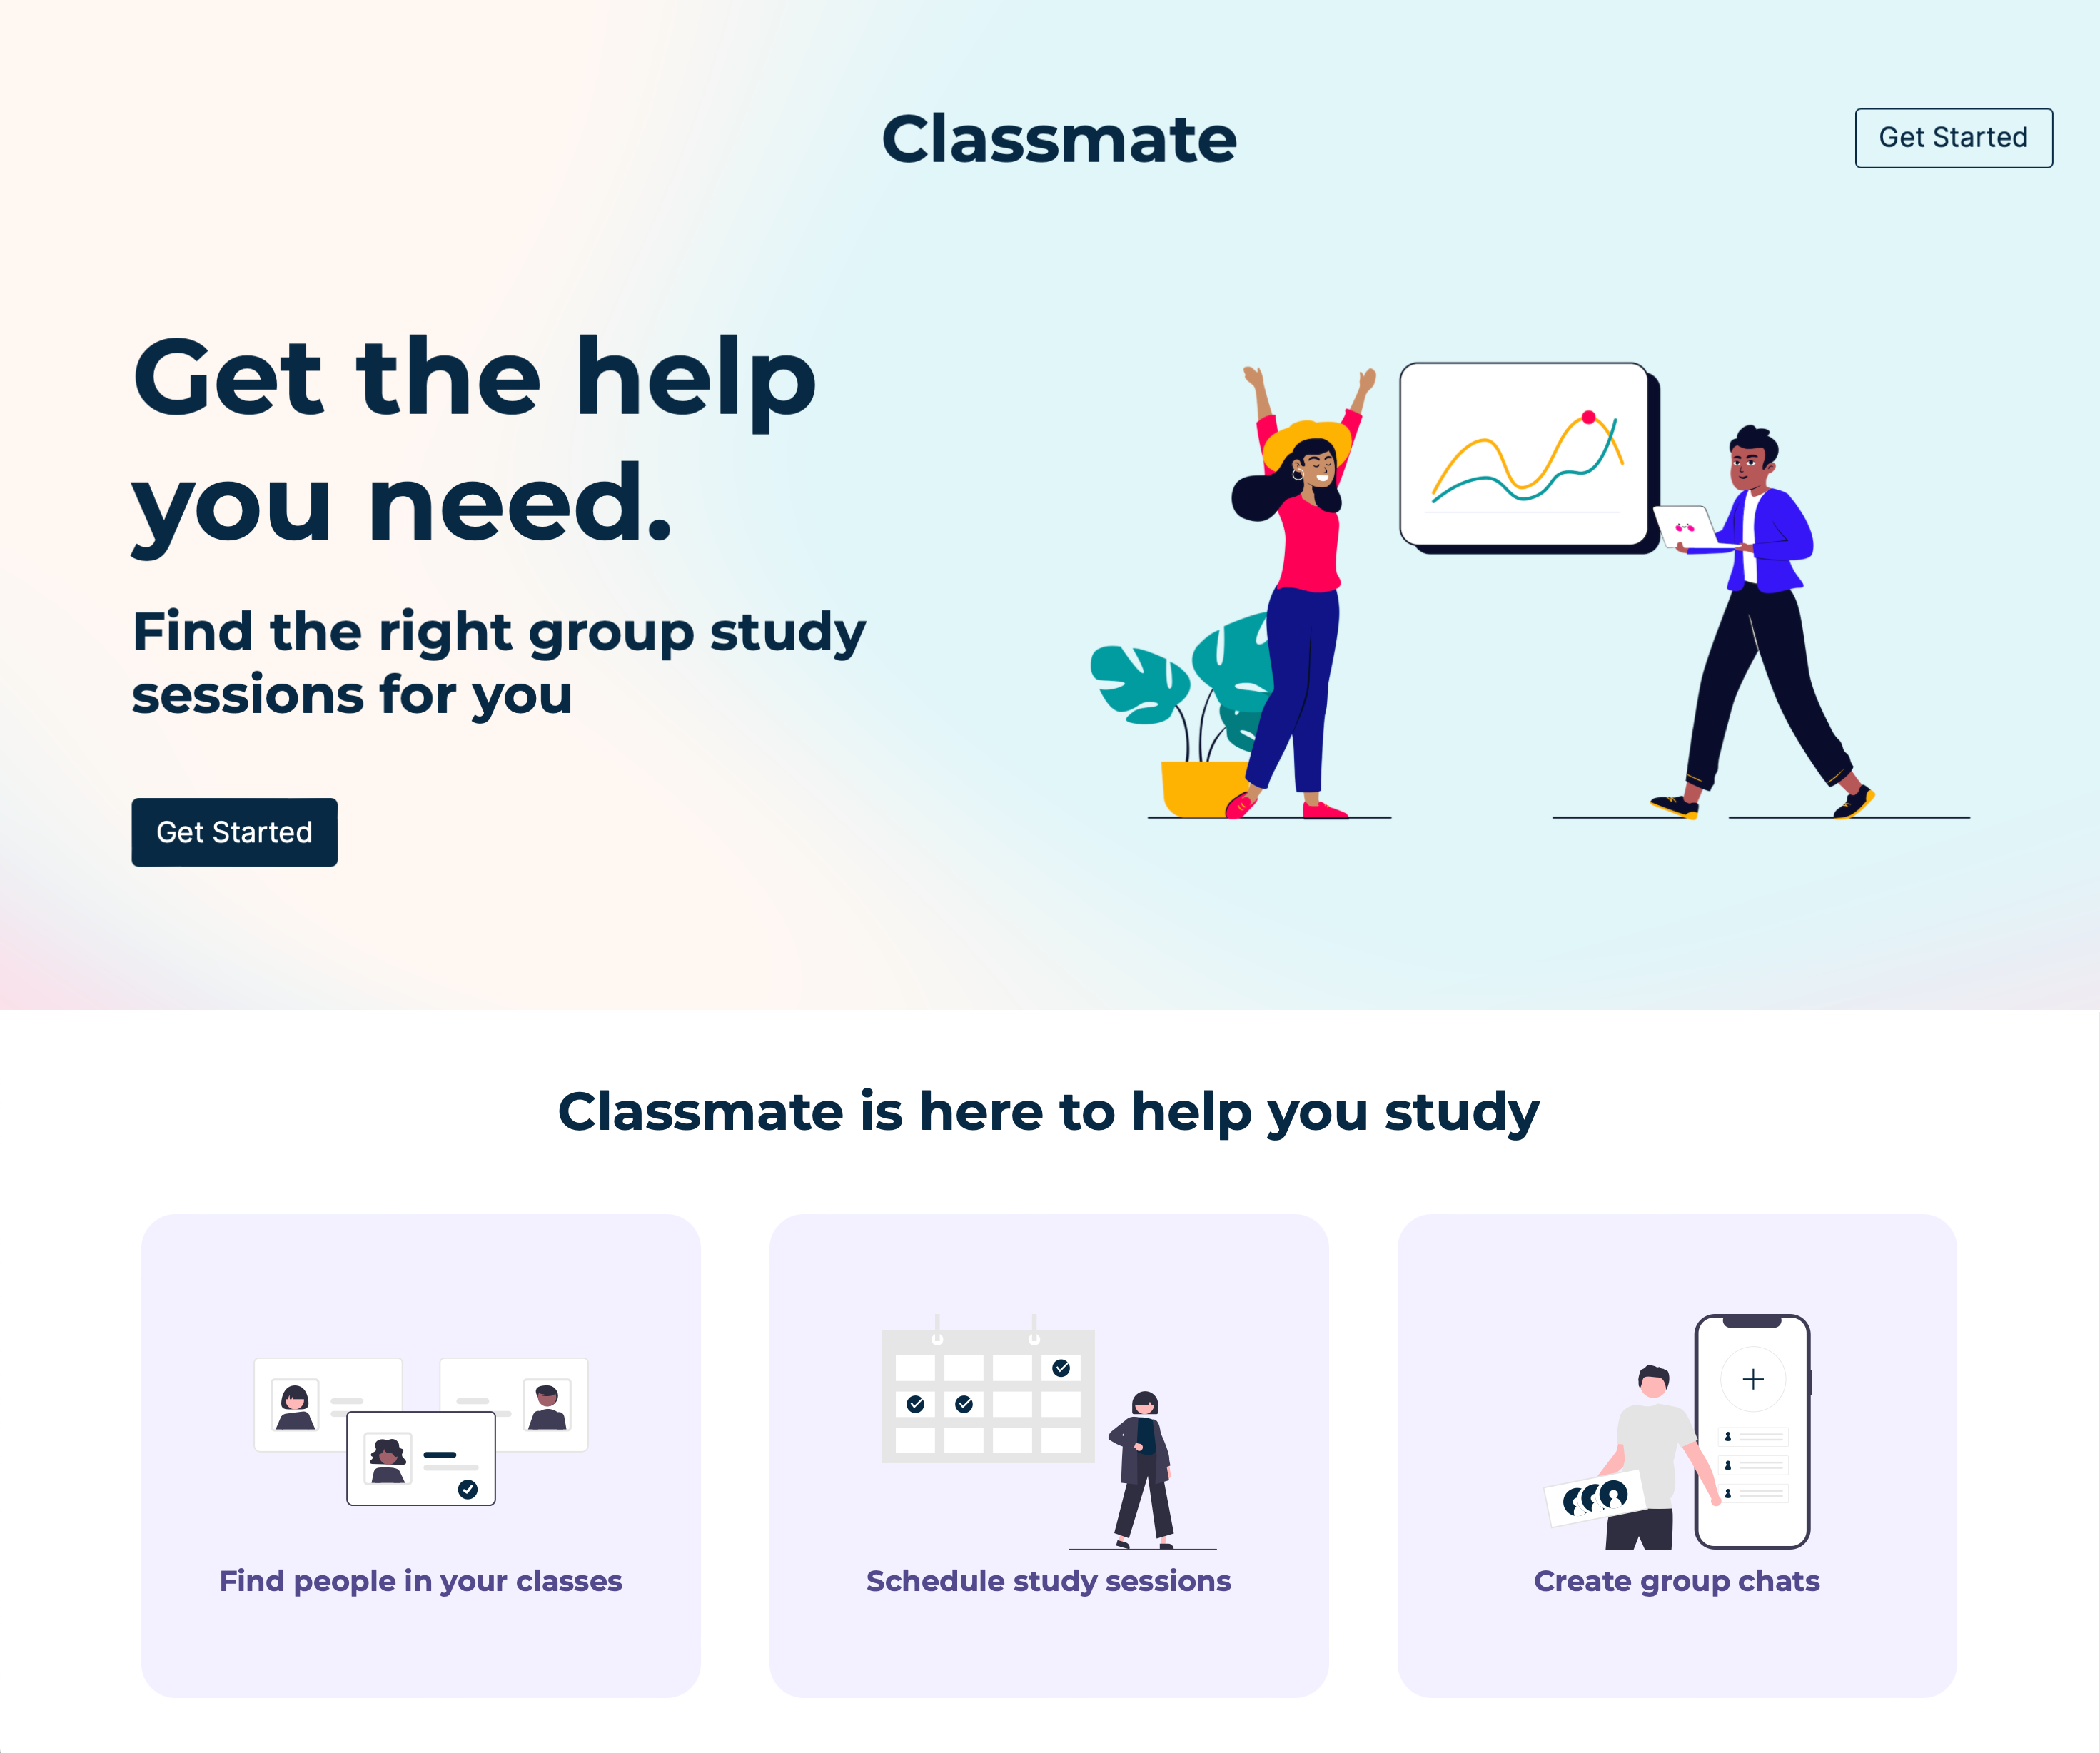 Classmate
Get Started
Get the help
you need.
Find the right group study
sessions for you
Get Started
Classmate is here to help you study
Find people in your classes
Schedule study sessions
Create group chats